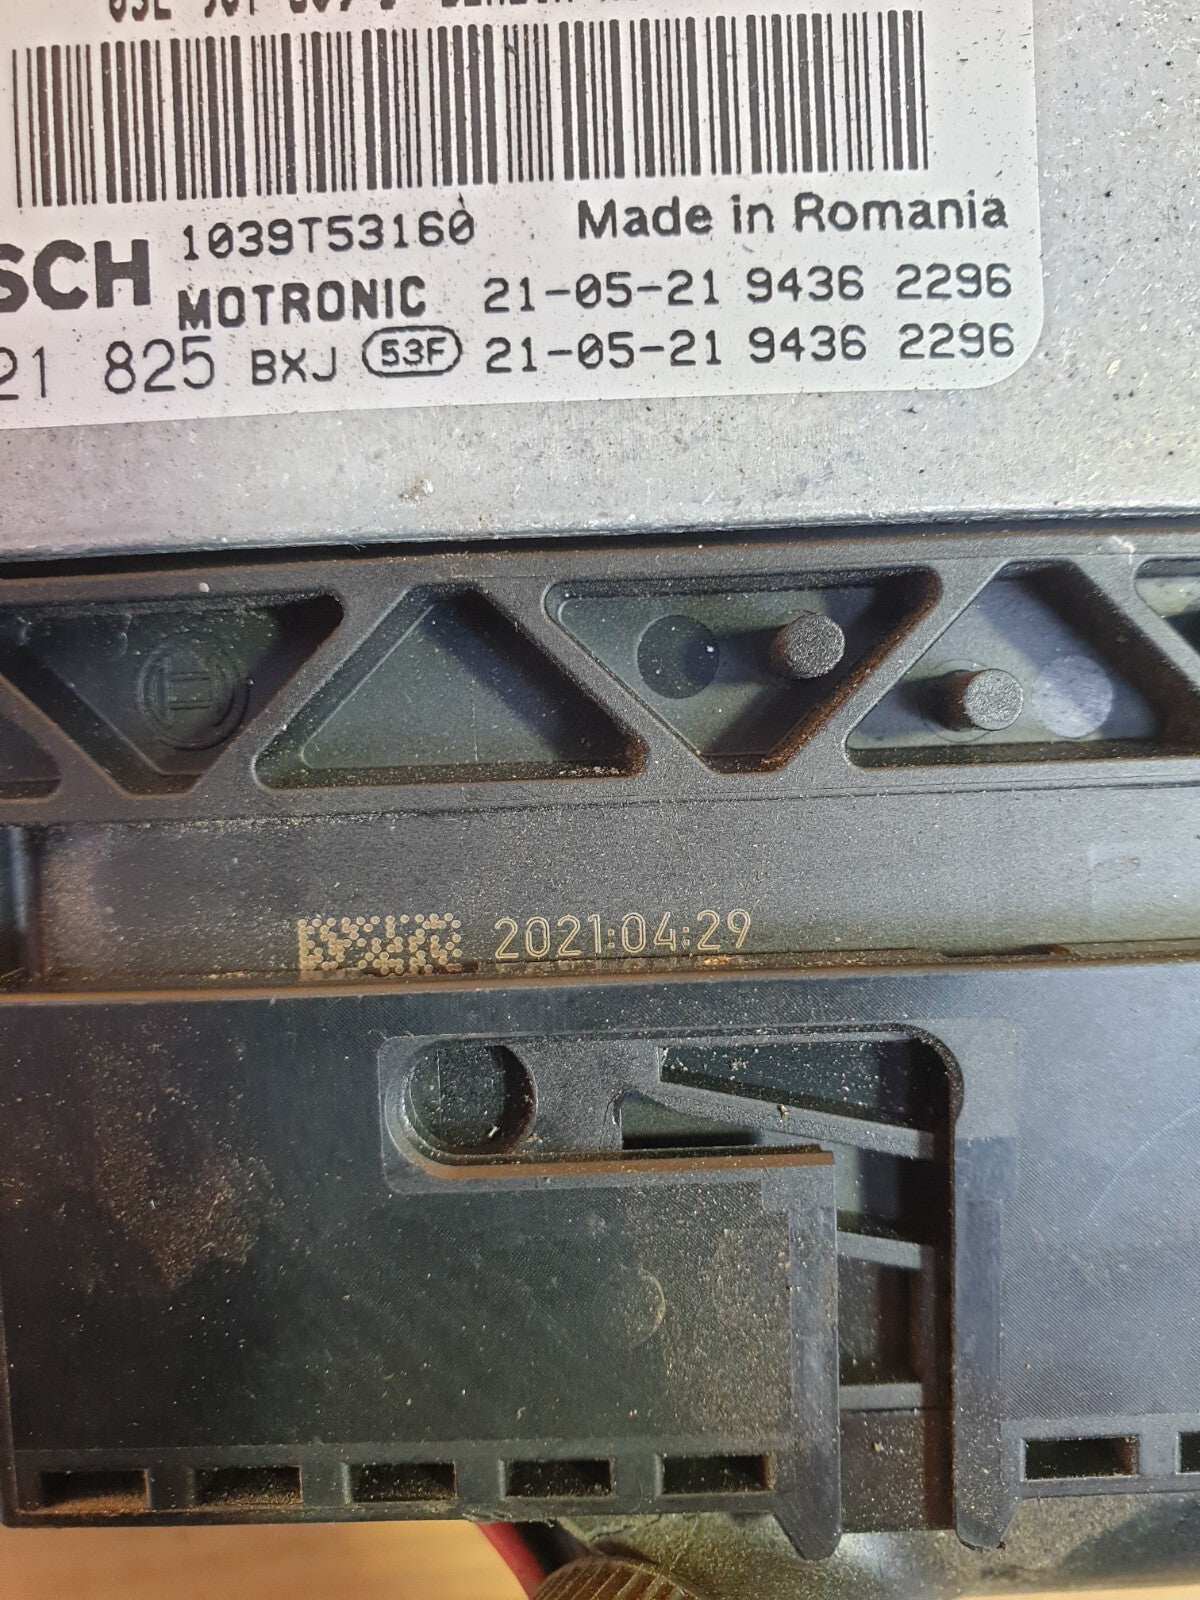 1039T53160 Made in Romania
SCH MOTRONIC 21-05-21 9436 2296
21 825 BXJ 53F 21-05-21 9436 2296
2021:04:29